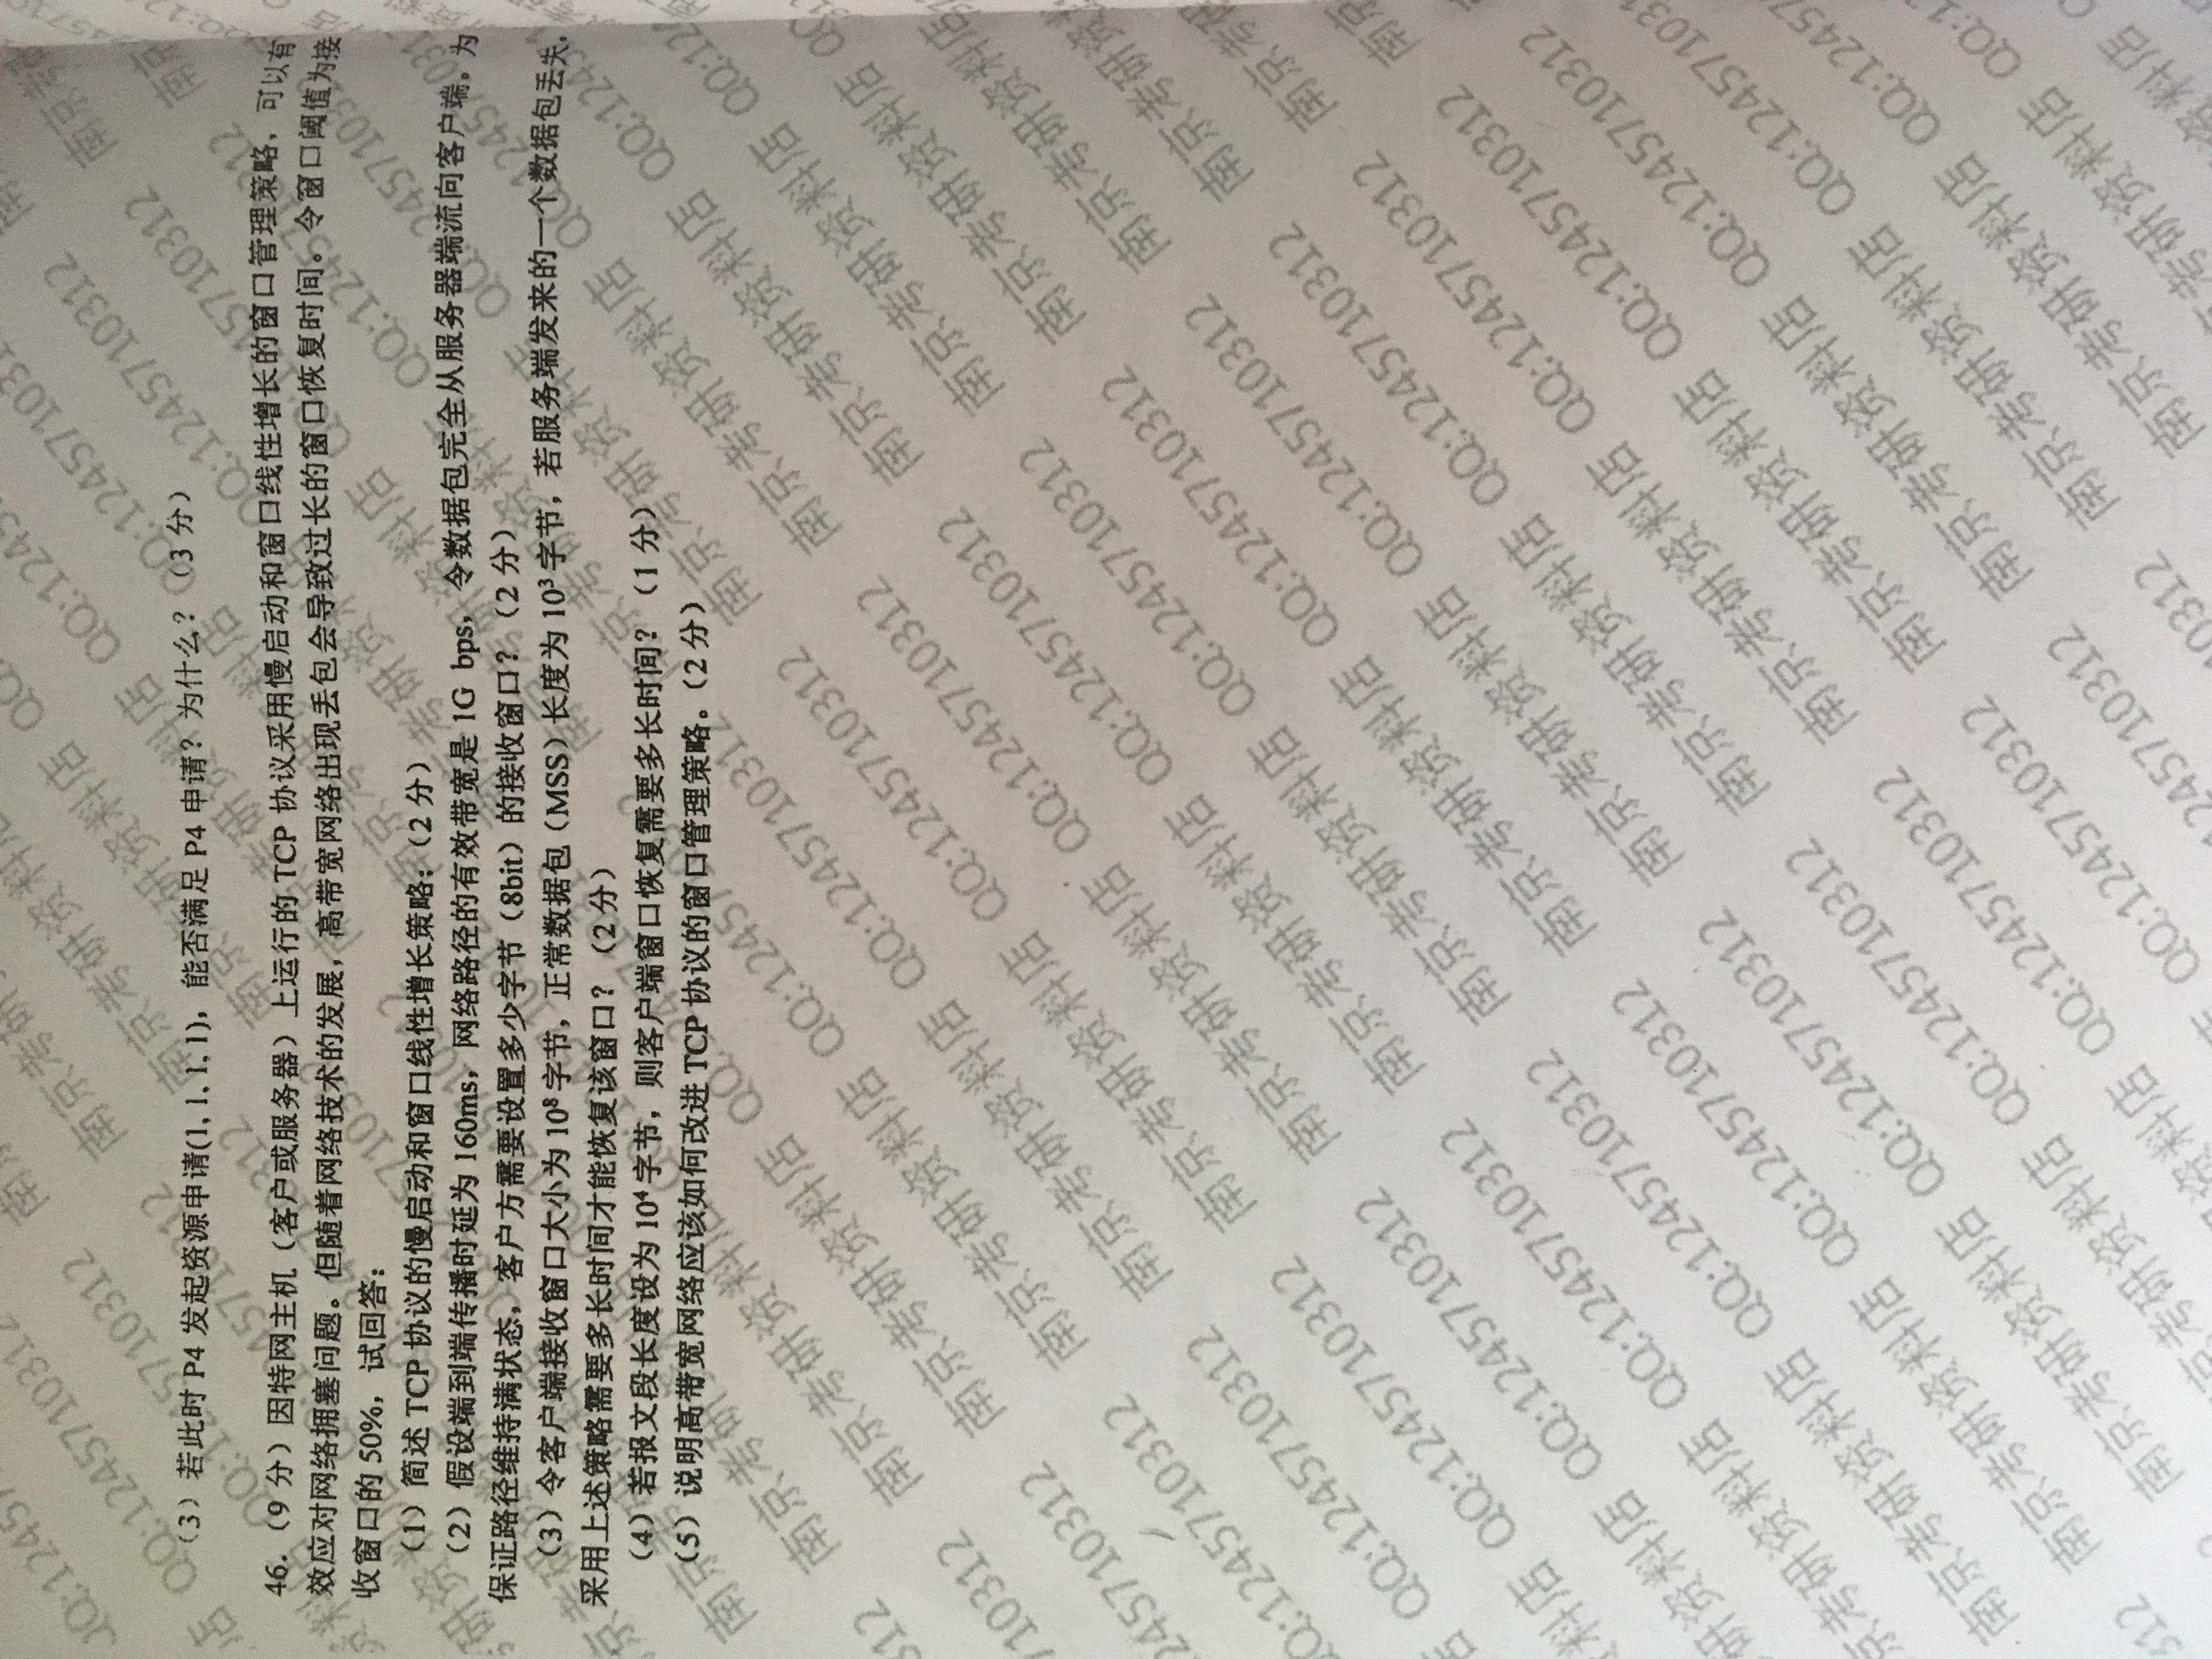 （3）若此时 P4 发起资源申请(1, 1, 1, 1)，能否满足 P4 申请？为什么？（3 分）
46.（9 分）因特网主机（客户或服务器）上运行的 TCP 协议采用慢启动和窗口线性增长的窗口管理策略，可以有
效应对网络拥塞问题。但随着网络技术的发展，高带宽网络出现丢包会导致过长的窗口恢复时间。令窗口阈值为接
收窗口的 50%，试回答：
（1）简述 TCP 协议的慢启动和窗口线性增长策略；（2 分）
（2）假设端到端传播时延为 160ms，网络路径的有效带宽是 1G bps，令数据包完全从服务器端流向客户端。为
保证路径维持满状态，客户方需要设置多少字节（8bit）的接收窗口？（2 分）
（3）令客户端接收窗口大小为 10⁸ 字节，正常数据包（MSS）长度为 10³ 字节，若服务端发来的一个数据包丢失，
采用上述策略需要多长时间才能恢复该窗口？（2 分）
（4）若报文段长度设为 10⁴ 字节，则客户端窗口恢复需要多长时间？（1 分）
（5）说明高带宽网络应该如何改进 TCP 协议的窗口管理策略。（2 分）
南京考研资料店 QQ:1245710312